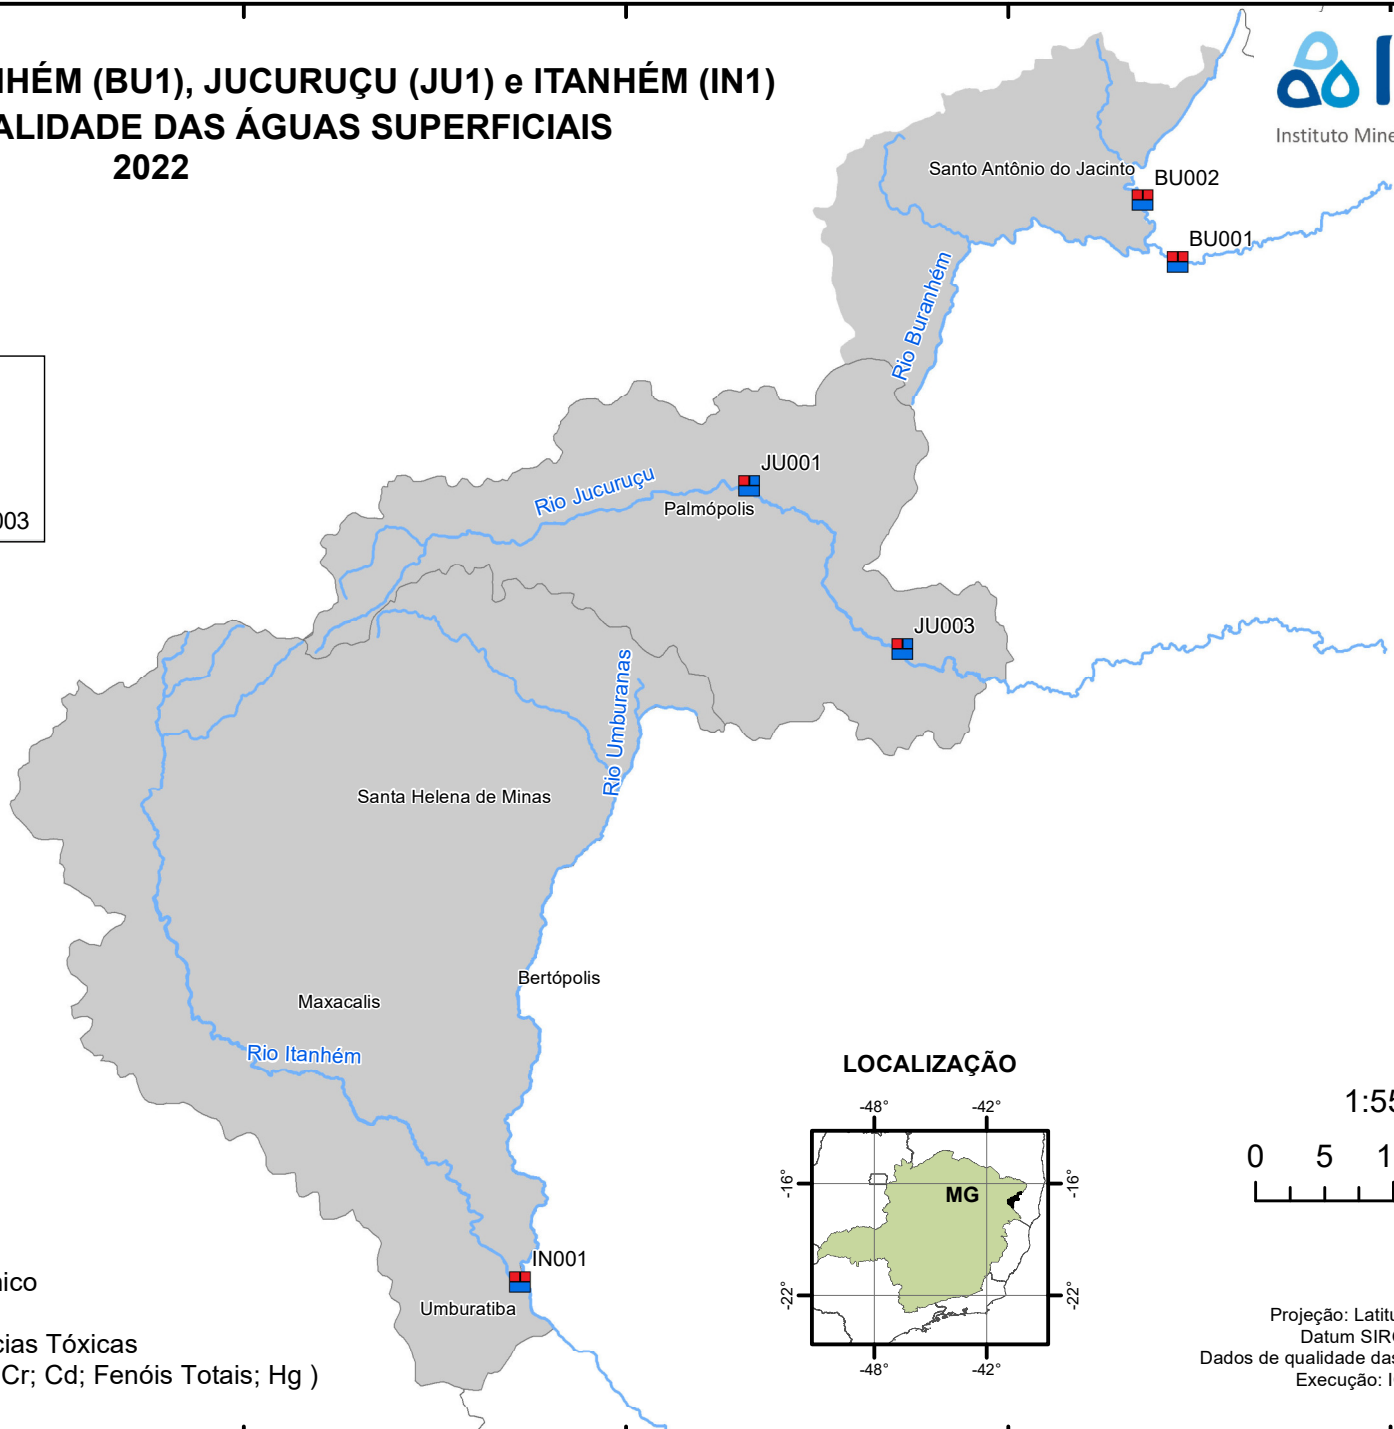 NHÉM (BU1), JUCURUÇU (JU1) e ITANHÉM (IN1)
ALIDADE DAS ÁGUAS SUPERFICIAIS
2022
Instituto Mine
Santo Antônio do Jacinto
BU002
BU001
Rio Buranhém
003
JU001
Rio Jucuruçu
Palmópolis
JU003
Rio Umburanas
Santa Helena de Minas
Bertópolis
Maxacalis
Rio Itanhém
IN001
Umburatiba
LOCALIZAÇÃO
-48° -42°
-16° -16°
MG
-22° -22°
-48° -42°
1:55
0 5 1
nico
cias Tóxicas
Cr; Cd; Fenóis Totais; Hg )
Projeção: Latitu
Datum SIRG
Dados de qualidade das
Execução: I